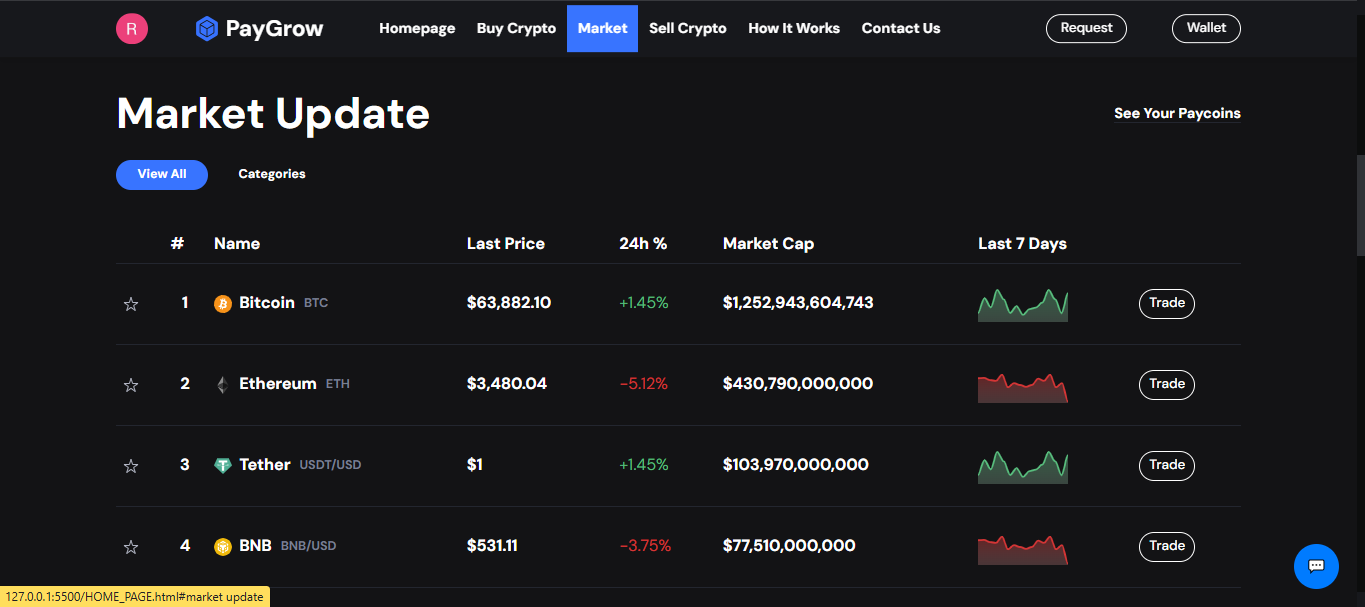 R PayGrow Homepage Buy Crypto Market Sell Crypto How It Works Contact Us Request Wallet
Market Update See Your Paycoins
View All Categories
# Name Last Price 24h % Market Cap Last 7 Days
1 Bitcoin BTC $63,882.10 +1.45% $1,252,943,604,743 Trade
2 Ethereum ETH $3,480.04 -5.12% $430,790,000,000 Trade
3 Tether USDT/USD $1 +1.45% $103,970,000,000 Trade
4 BNB BNB/USD $531.11 -3.75% $77,510,000,000 Trade
127.0.0.1:5500/HOME_PAGE.html#market update